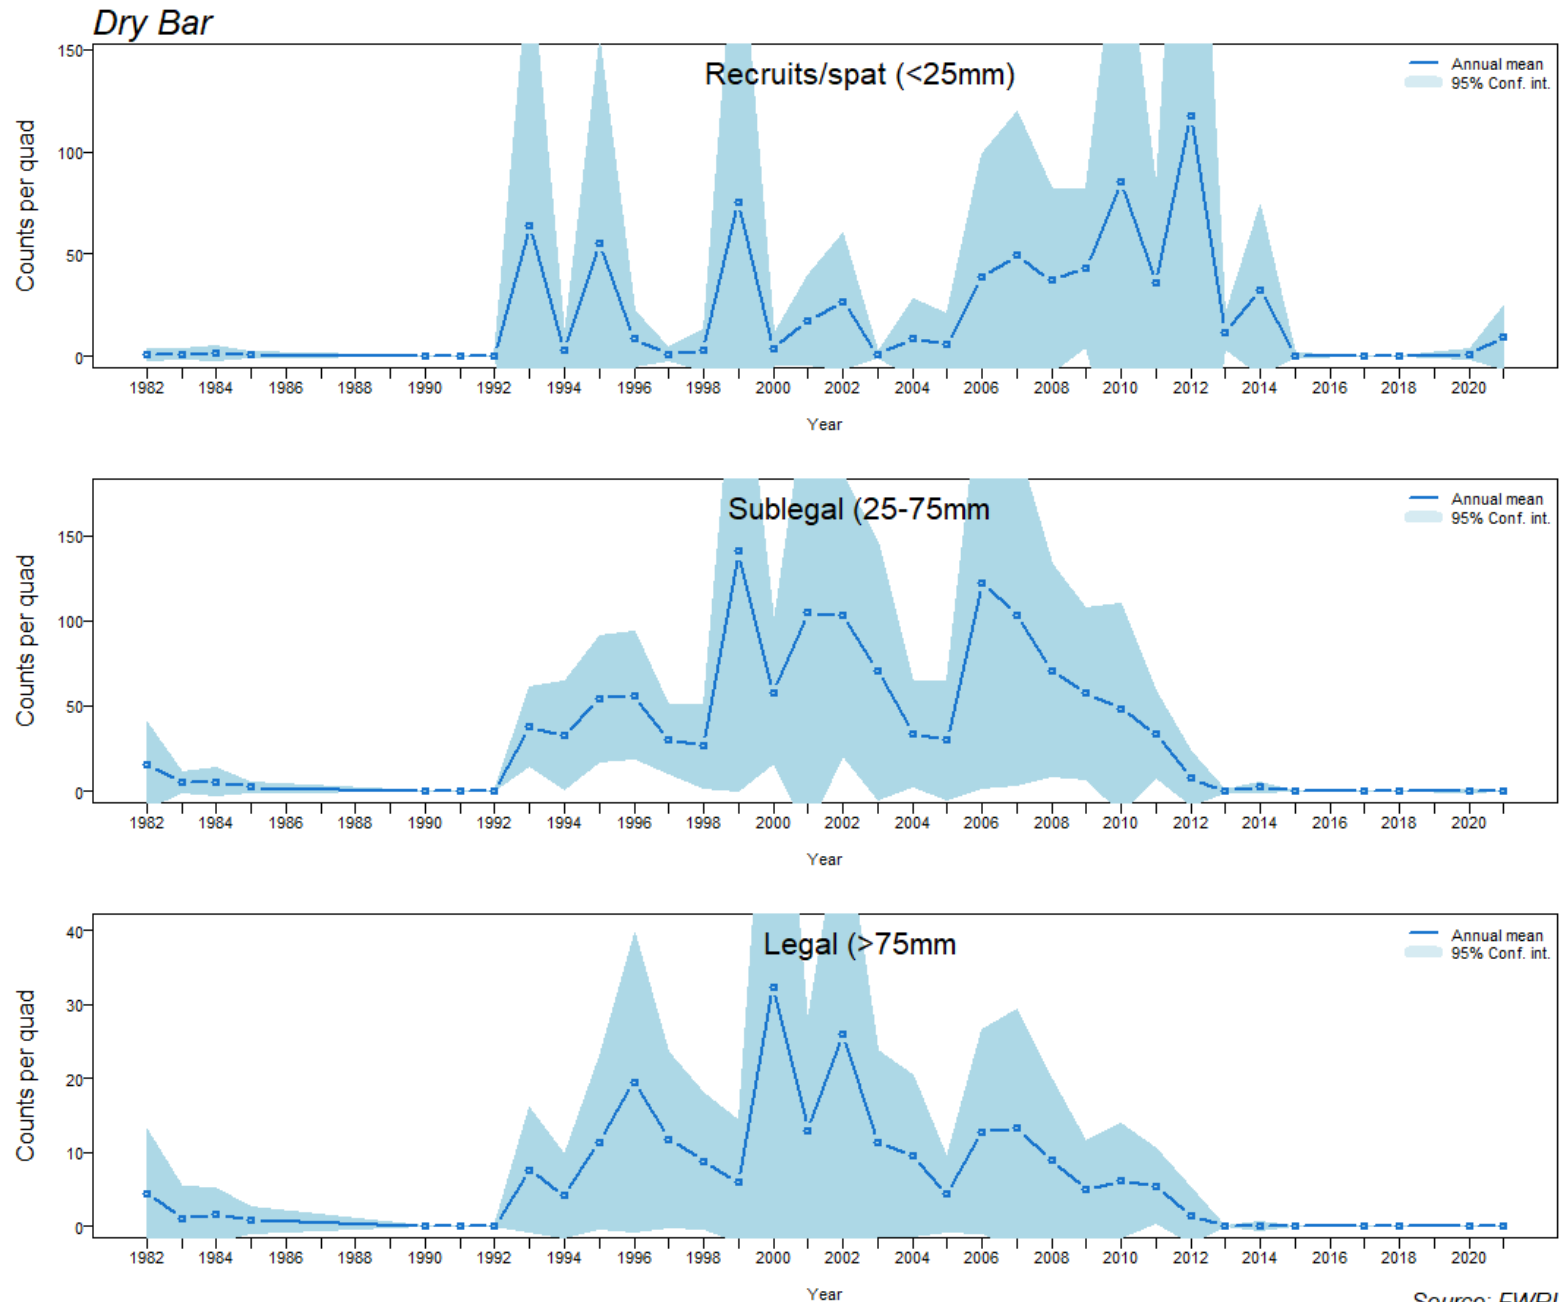 Dry Bar
Recruits/spat (<25mm)
Annual mean
95% Conf. int.
Counts per quad
150
100
50
0
1982 1984 1986 1988 1990 1992 1994 1996 1998 2000 2002 2004 2006 2008 2010 2012 2014 2016 2018 2020
Year
Sublegal (25-75mm
Annual mean
95% Conf. int.
Counts per quad
150
100
50
0
1982 1984 1986 1988 1990 1992 1994 1996 1998 2000 2002 2004 2006 2008 2010 2012 2014 2016 2018 2020
Year
Legal (>75mm
Annual mean
95% Conf. int.
Counts per quad
40
30
20
10
0
1982 1984 1986 1988 1990 1992 1994 1996 1998 2000 2002 2004 2006 2008 2010 2012 2014 2016 2018 2020
Year
Source: FWRI